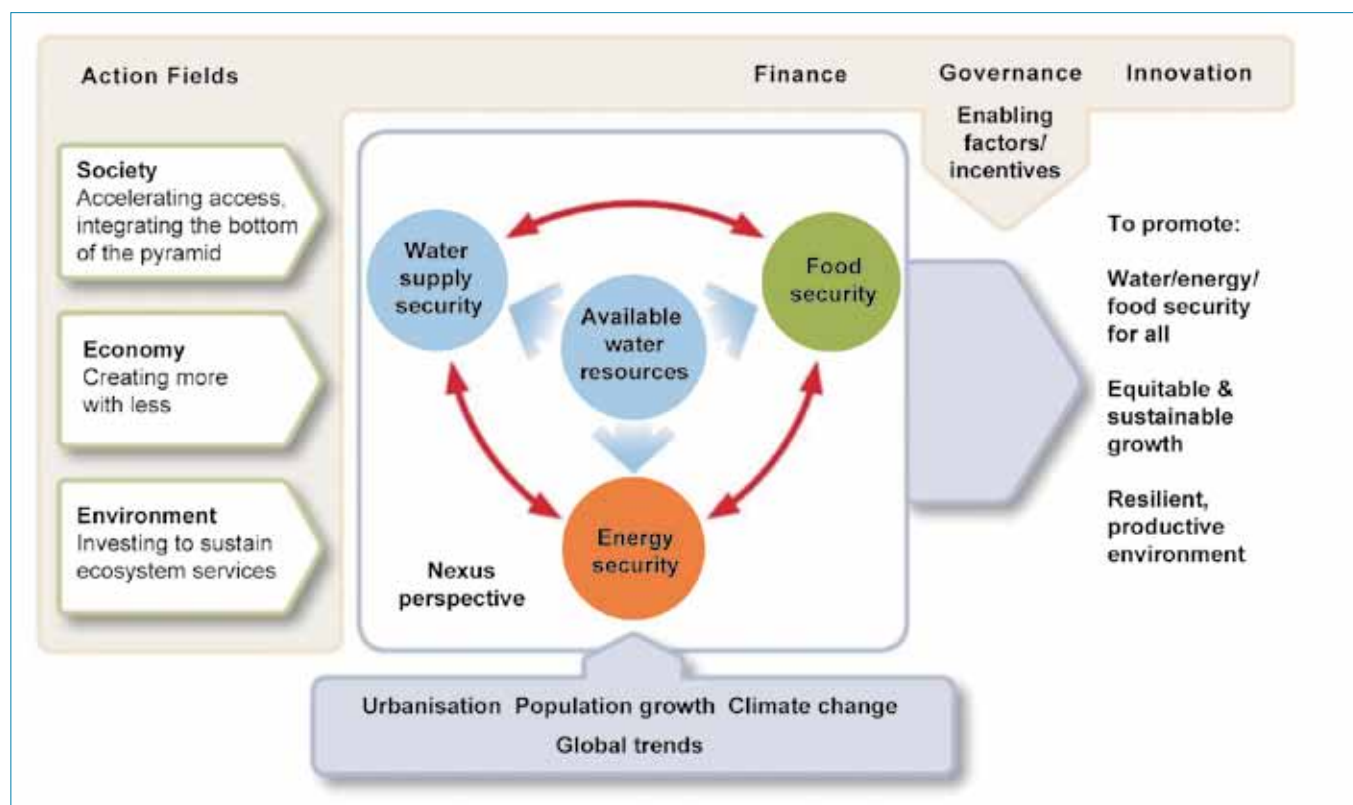 Action Fields
Finance
Governance
Innovation
Enabling
factors/
incentives
Society
Accelerating access,
integrating the bottom
of the pyramid
Economy
Creating more
with less
Environment
Investing to sustain
ecosystem services
Water
supply
security
Available
water
resources
Food
security
Energy
security
Nexus
perspective
To promote:
Water/energy/
food security
for all
Equitable &
sustainable
growth
Resilient,
productive
environment
Urbanisation Population growth Climate change
Global trends